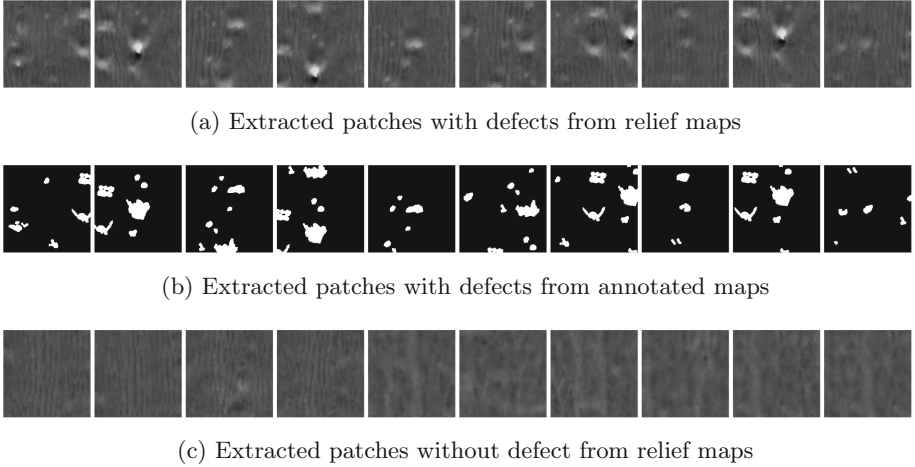 (a) Extracted patches with defects from relief maps
(b) Extracted patches with defects from annotated maps
(c) Extracted patches without defect from relief maps